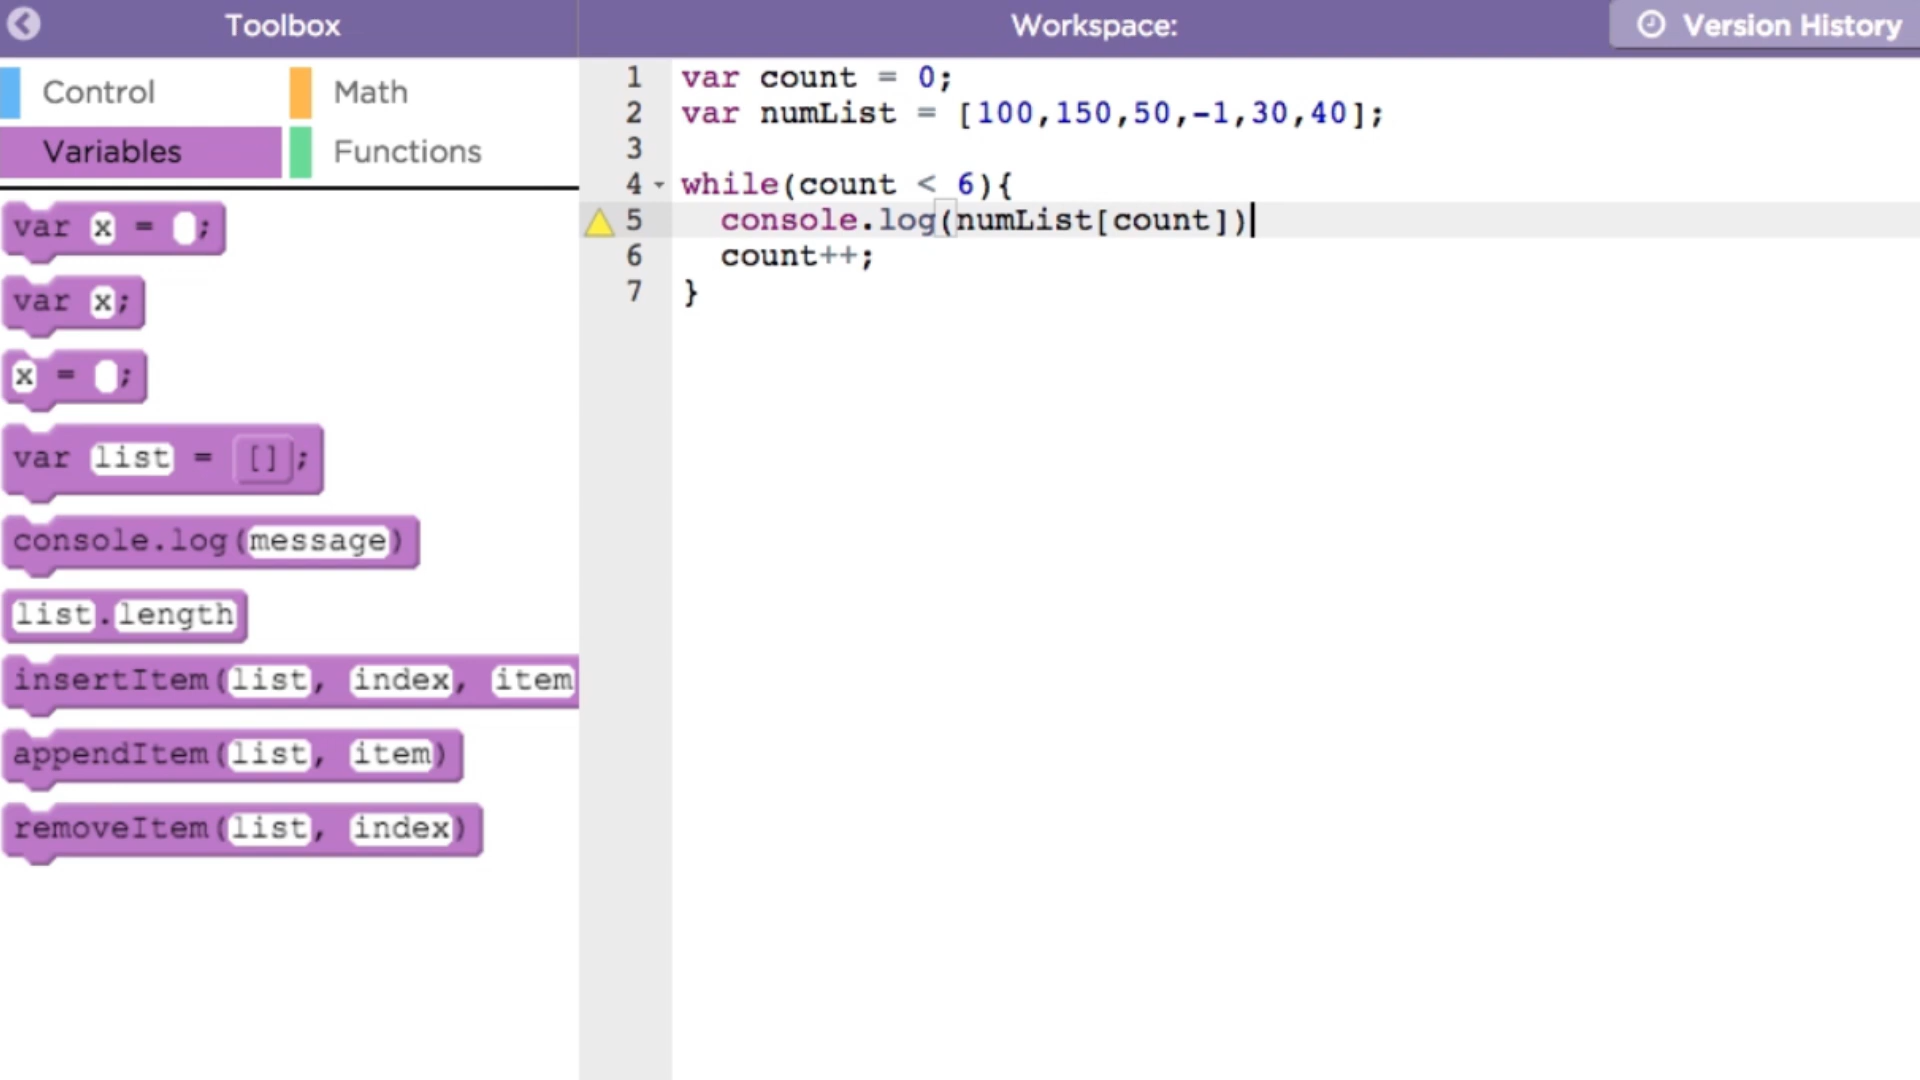 Toolbox
Workspace:
Version History
Control
Math
Variables
Functions
var x = ;
var x;
x = ;
var list = [];
console.log(message)
list.length
insertItem(list, index, item
appendItem(list, item)
removeItem(list, index)
1 var count = 0;
2 var numList = [100,150,50,-1,30,40];
3
4 while(count < 6){
5 console.log(numList[count])
6 count++;
7 }